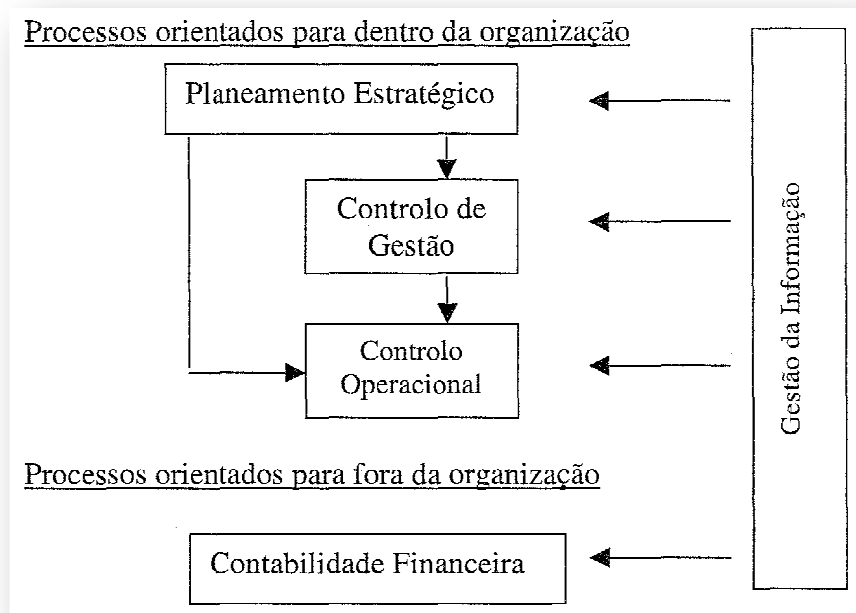 Processos orientados para dentro da organização
Planeamento Estratégico
Controlo de
Gestão
Controlo
Operacional
Gestão da Informação
Processos orientados para fora da organização
Contabilidade Financeira